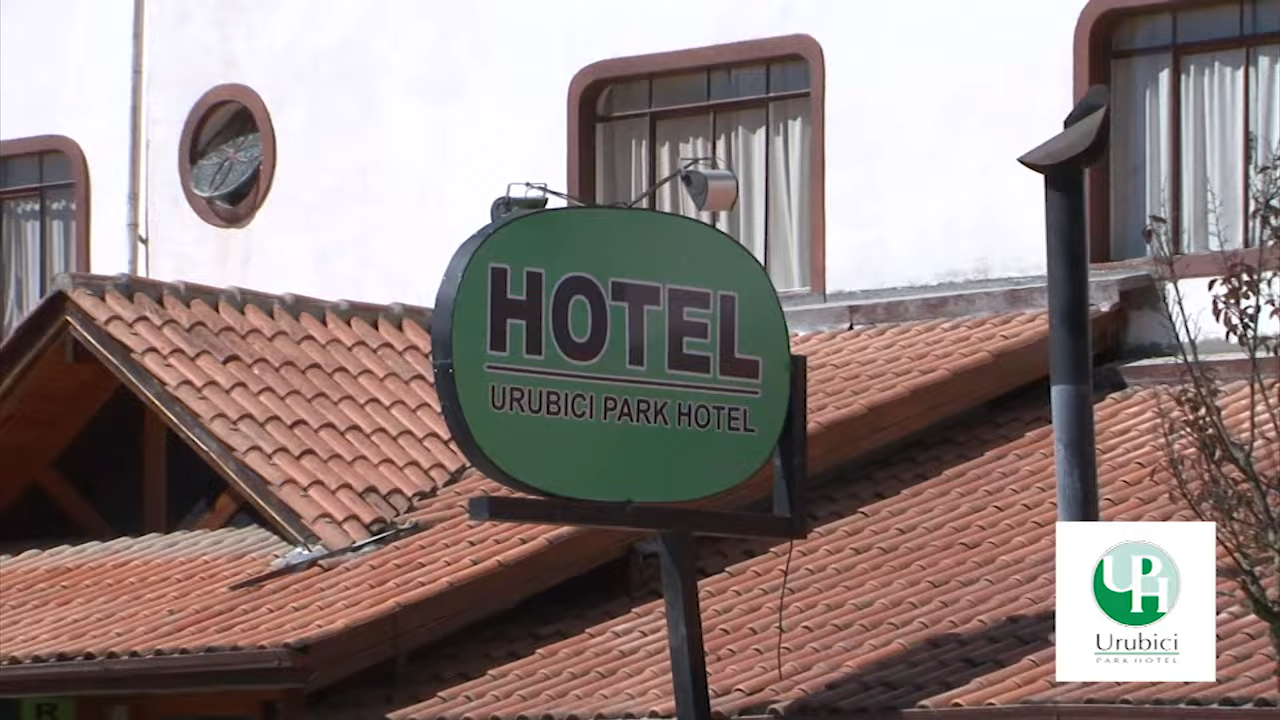 HOTEL
URUBICI PARK HOTEL
R
UPH
Urubici
PARK HOTEL